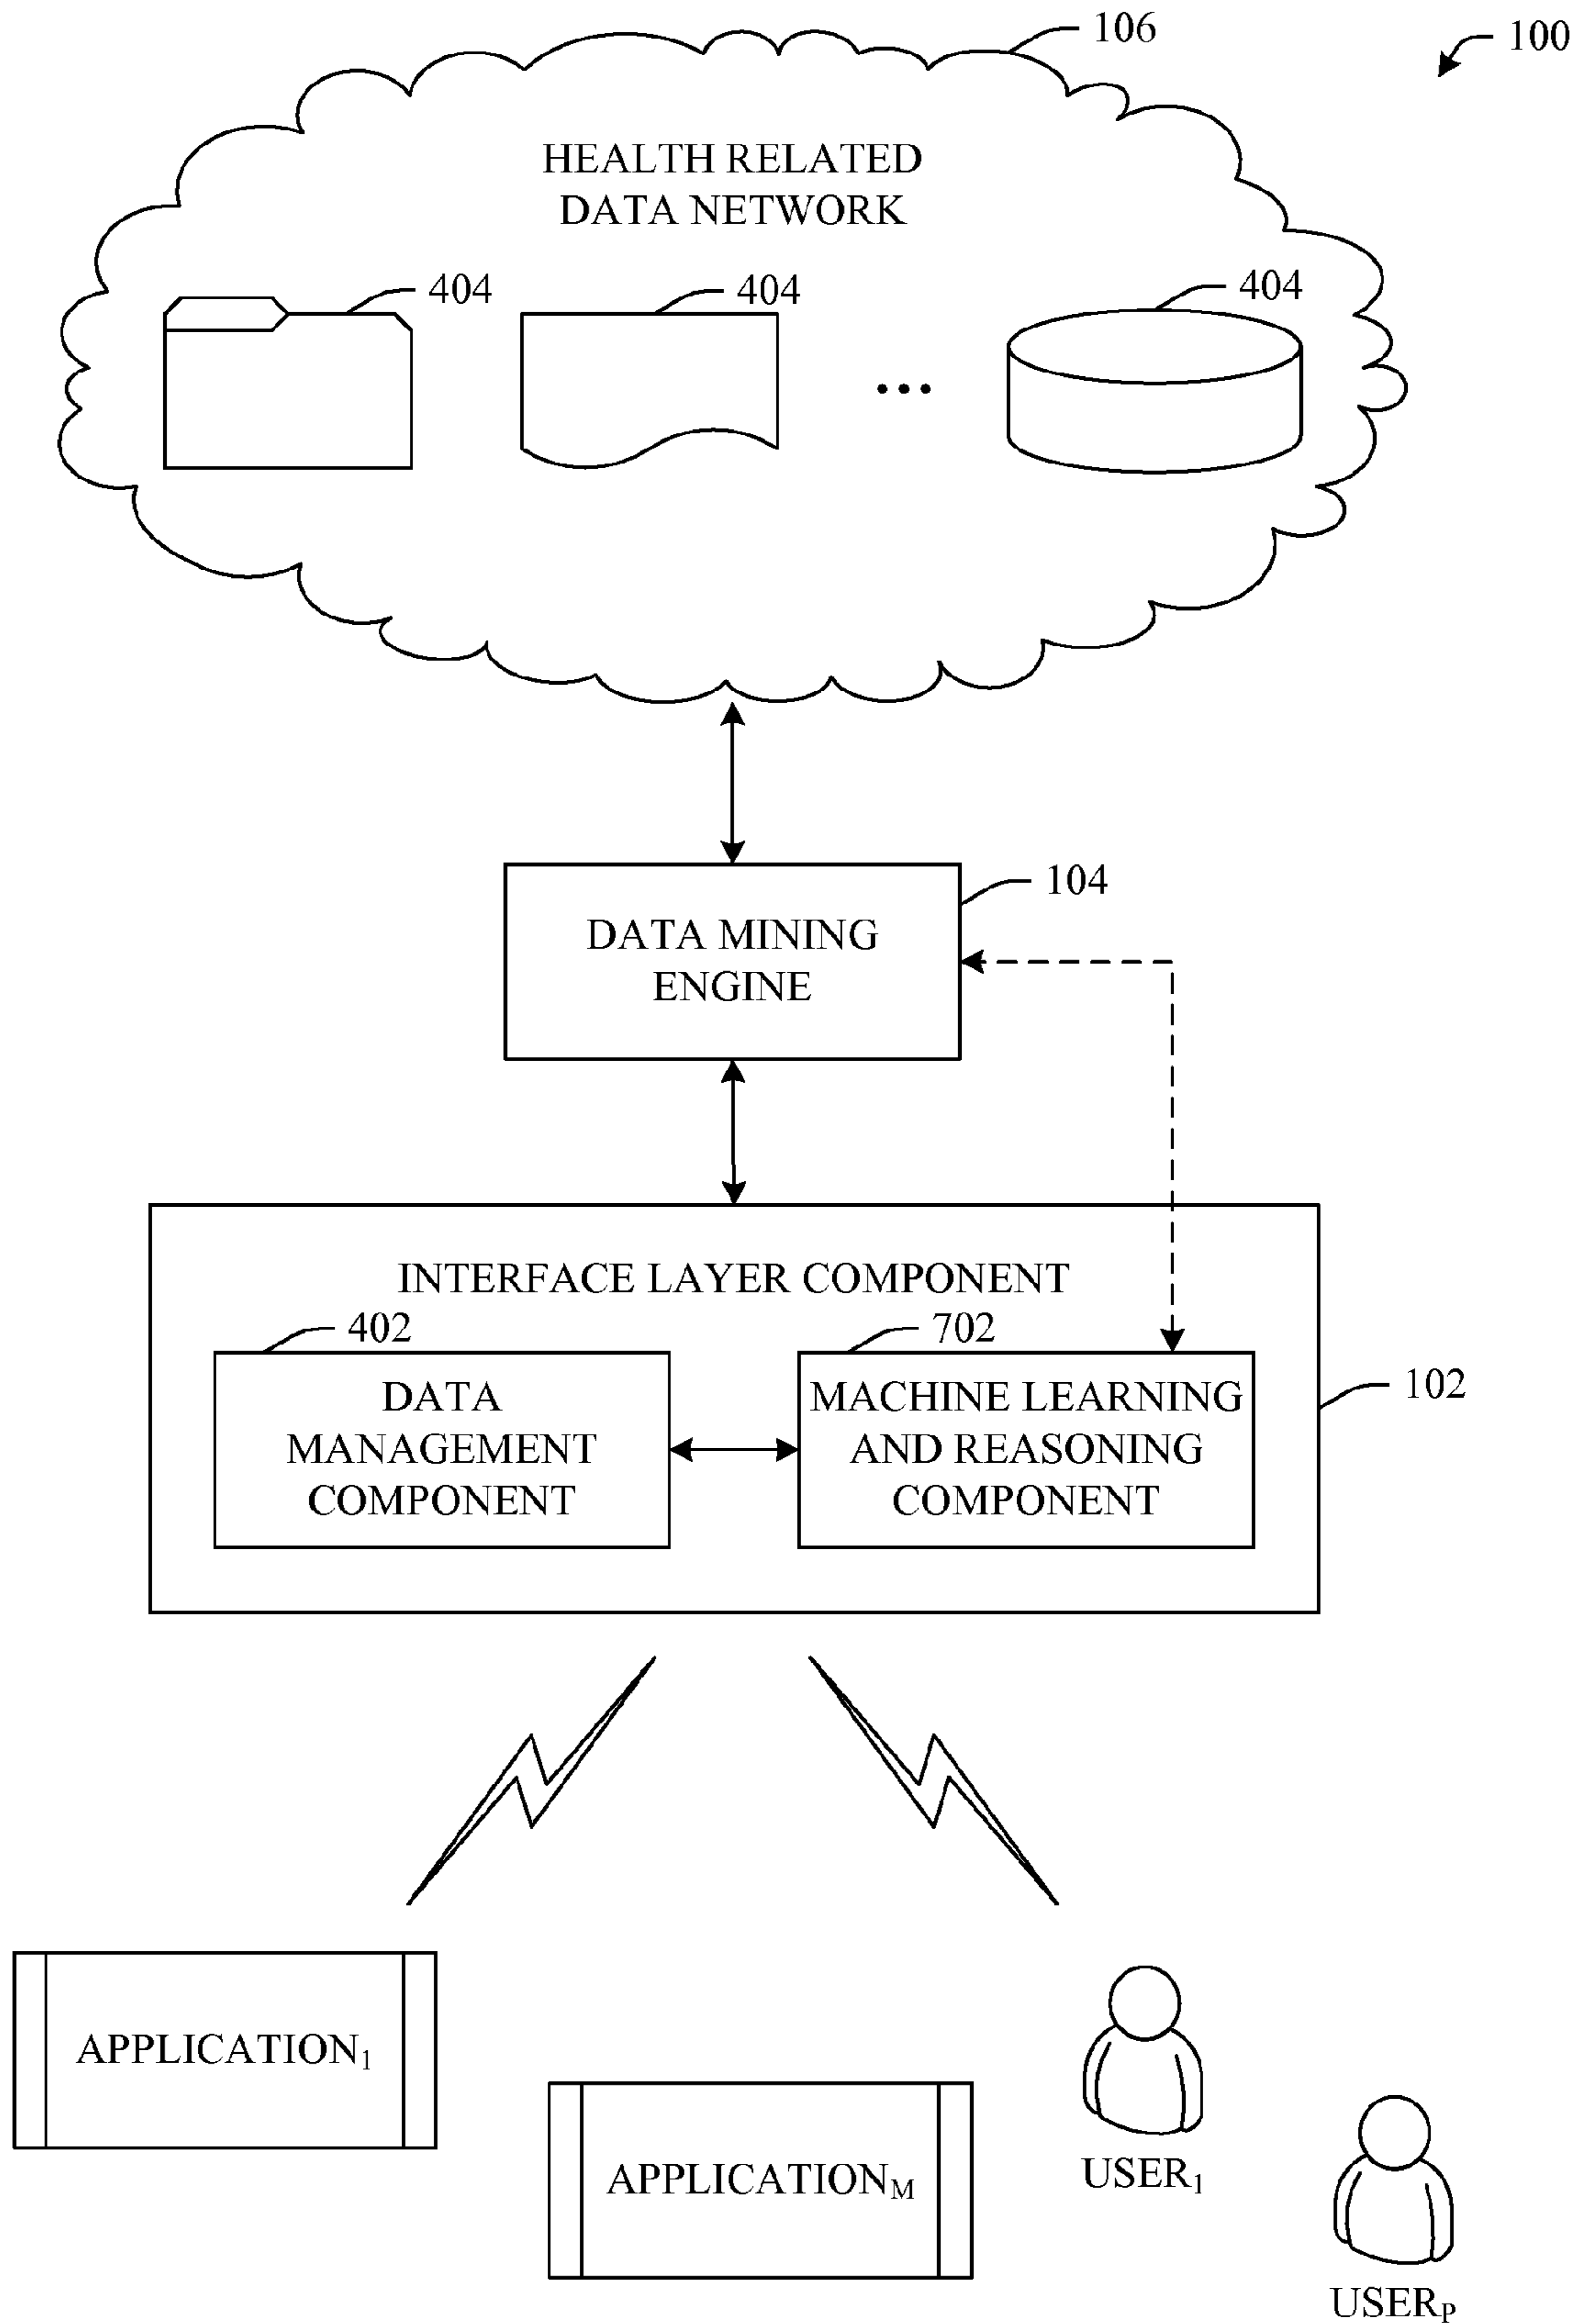 106
100
HEALTH RELATED
DATA NETWORK
404
404
404
...
104
DATA MINING
ENGINE
INTERFACE LAYER COMPONENT
402
702
DATA
MANAGEMENT
COMPONENT
MACHINE LEARNING
AND REASONING
COMPONENT
102
APPLICATION1
APPLICATIONM
USER1
USERP